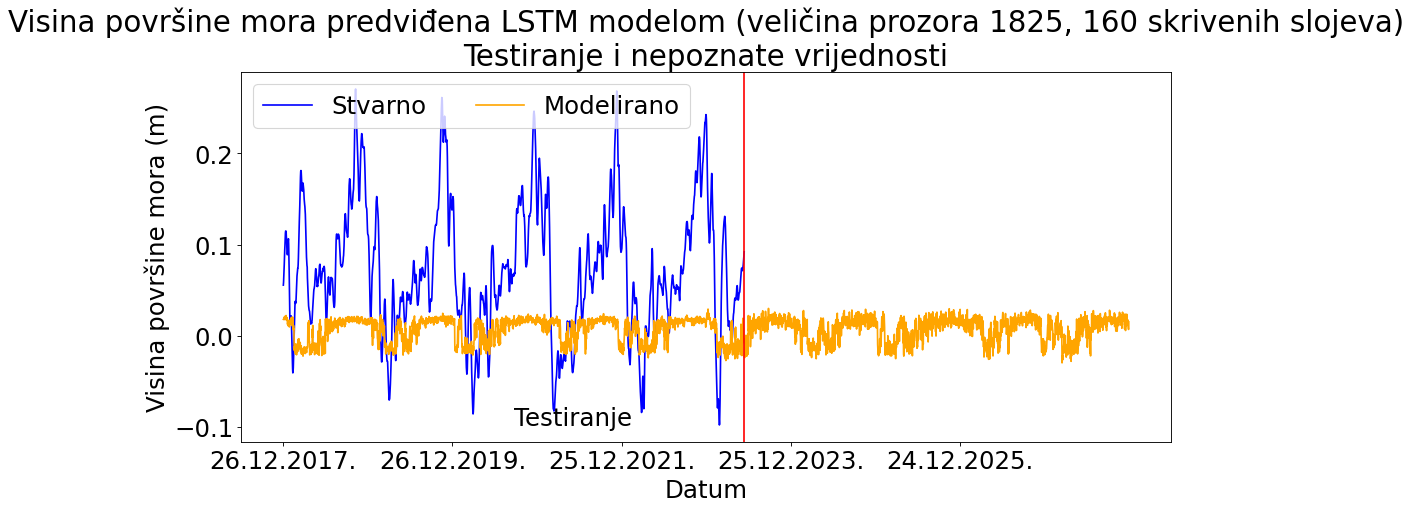 Visina površine mora predviđena LSTM modelom (veličina prozora 1825, 160 skrivenih slojeva)
Testiranje i nepoznate vrijednosti
Stvarno Modelirano
Visina površine mora (m)
0.2
0.1
0.0
−0.1
Testiranje
26.12.2017. 26.12.2019. 25.12.2021. 25.12.2023. 24.12.2025.
Datum